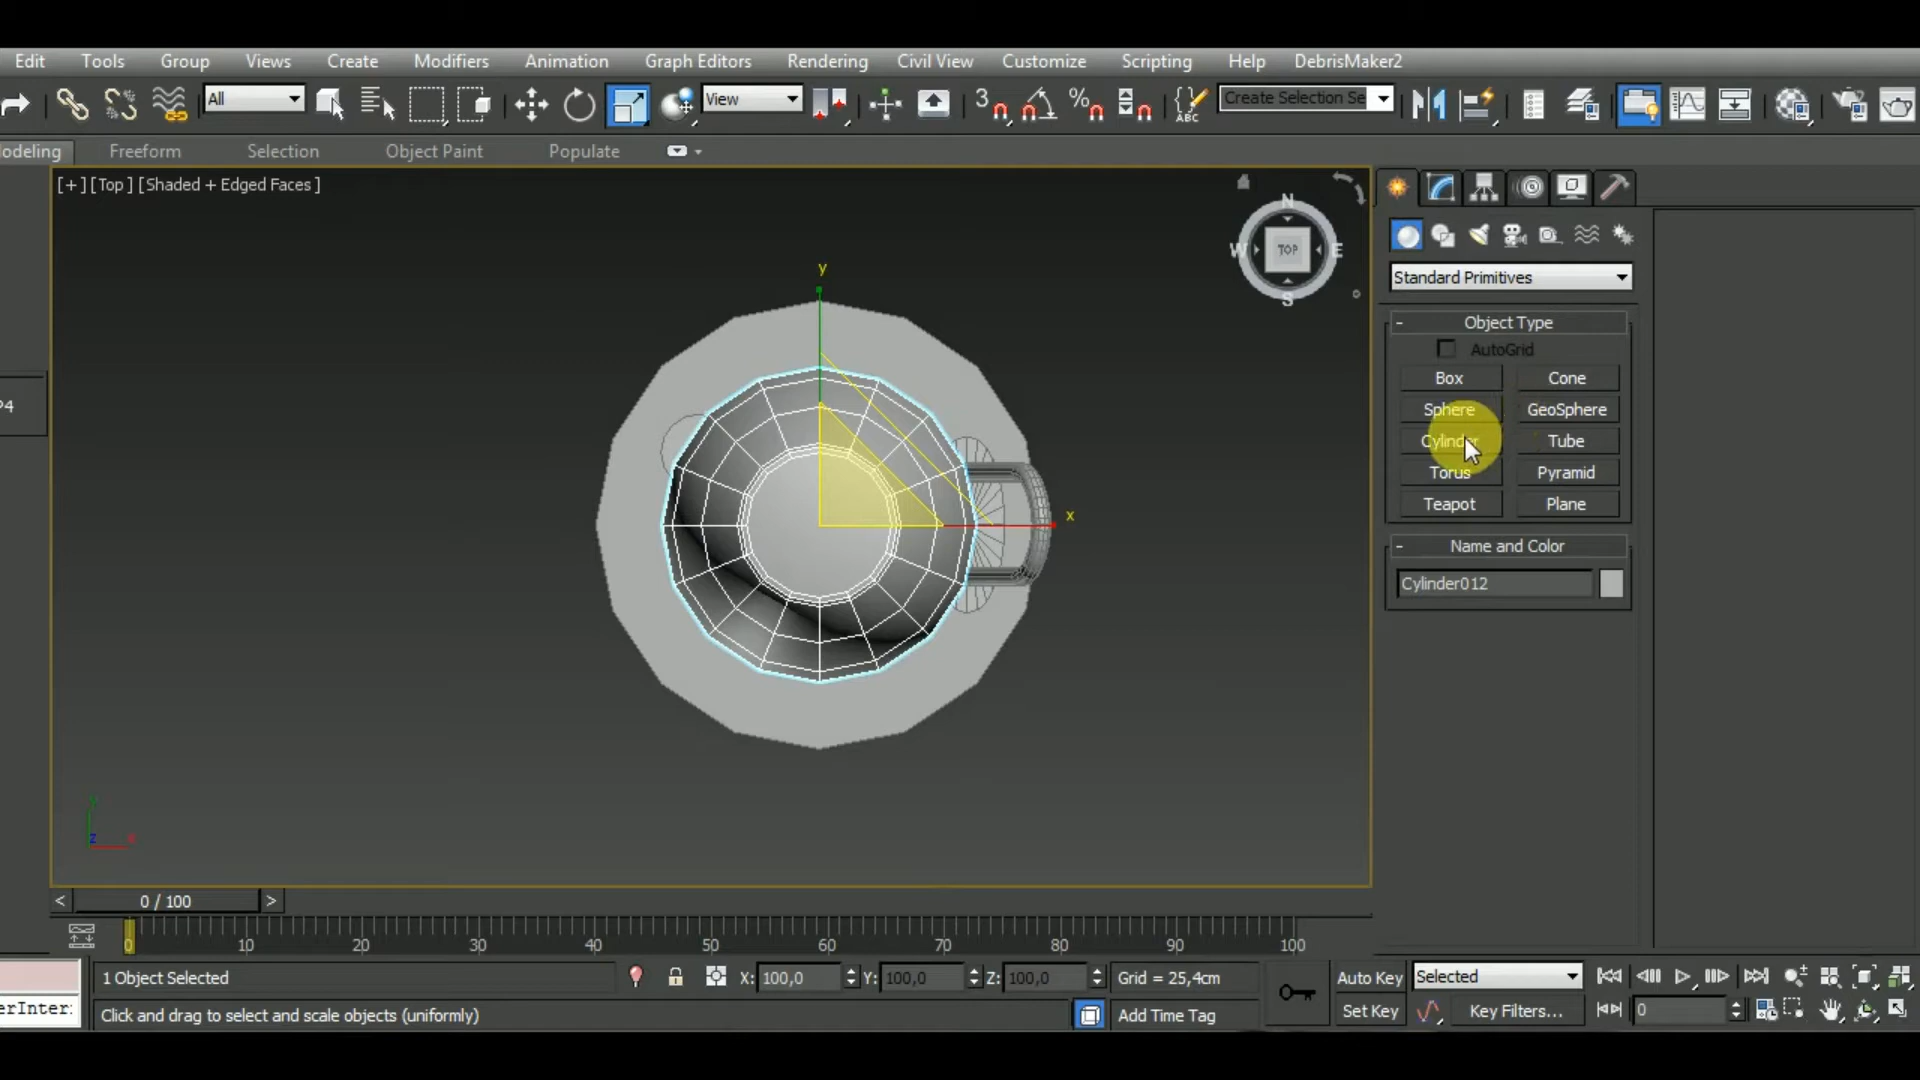 Edit Tools Group Views Create Modifiers Animation Graph Editors Rendering Civil View Customize Scripting Help DebrisMaker2
All View 3 % ABC Create Selection Se
odeling Freeform Selection Object Paint Populate
[+] [Top] [Shaded + Edged Faces]
N
W TOP E
S
Standard Primitives
- Object Type
AutoGrid
Box Cone
Sphere GeoSphere
Cylinder Tube
Torus Pyramid
Teapot Plane
- Name and Color
Cylinder012
y
x
P4
z
< 0 / 100 >
0 10 20 30 40 50 60 70 80 90 100
1 Object Selected X: 100,0 Y: 100,0 Z: 100,0 Grid = 25,4cm Auto Key Selected
erInter: Click and drag to select and scale objects (uniformly) Add Time Tag Set Key Key Filters... 0